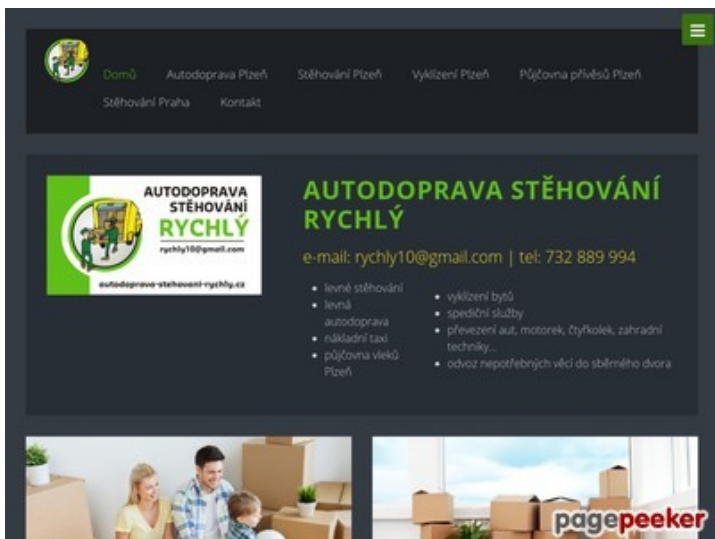 Domů Autodoprava Plzeň Stěhování Plzeň Vyklízení Plzeň Půjčovna přívěsů Plzeň
Stěhování Praha Kontakt
AUTODOPRAVA
STĚHOVÁNÍ
RYCHLÝ
rychly10@gmail.com
autodoprava-stehovani-rychly.cz
AUTODOPRAVA STĚHOVÁNÍ
RYCHLÝ
e-mail: rychly10@gmail.com | tel: 732 889 994
levné stěhování
levná
autodoprava
nákladní taxi
půjčovna vleků
Plzeň
vyklízení bytů
spediční služby
převezení aut, motorek, čtyřkolek, zahradní
techniky...
odvoz nepotřebných věcí do sběrného dvora
pagepeeker